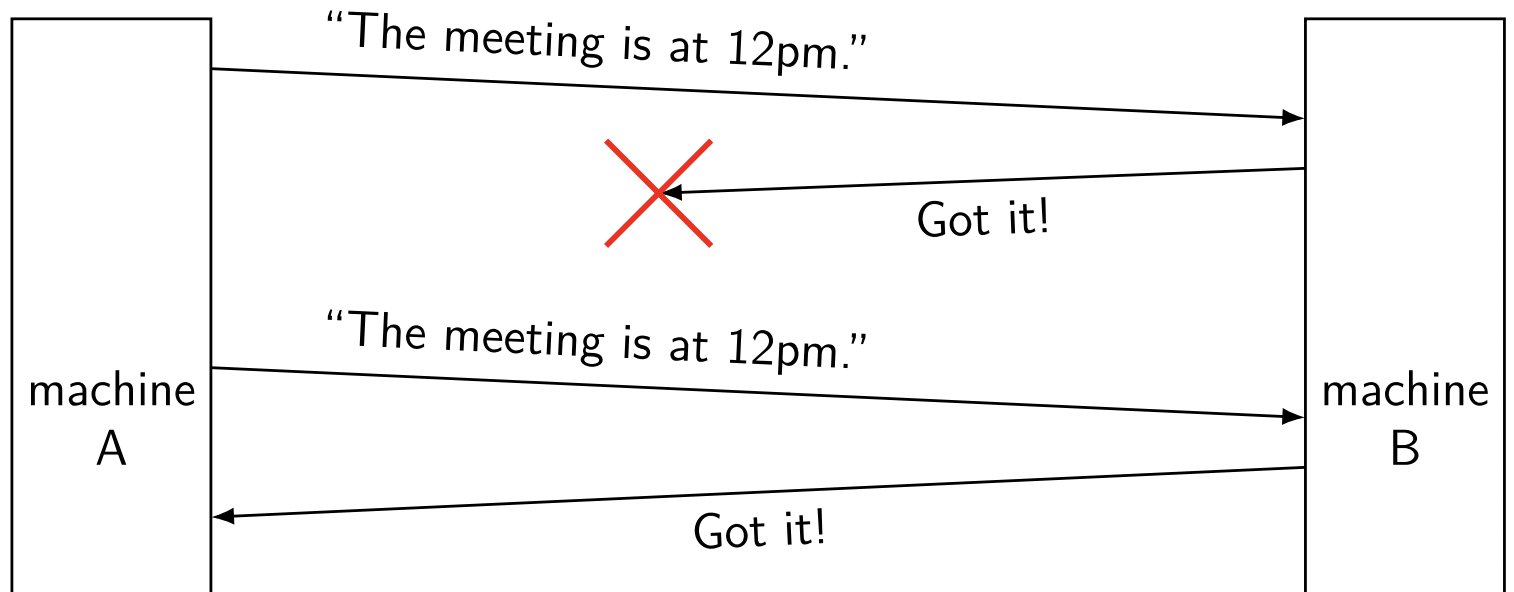 “The meeting is at 12pm.”
Got it!
“The meeting is at 12pm.”
machine
A
machine
B
Got it!